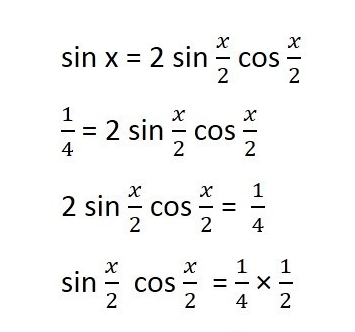 sin x = 2 sin x/2 cos x/2
1/4 = 2 sin x/2 cos x/2
2 sin x/2 cos x/2 = 1/4
sin x/2 cos x/2 = 1/4 × 1/2